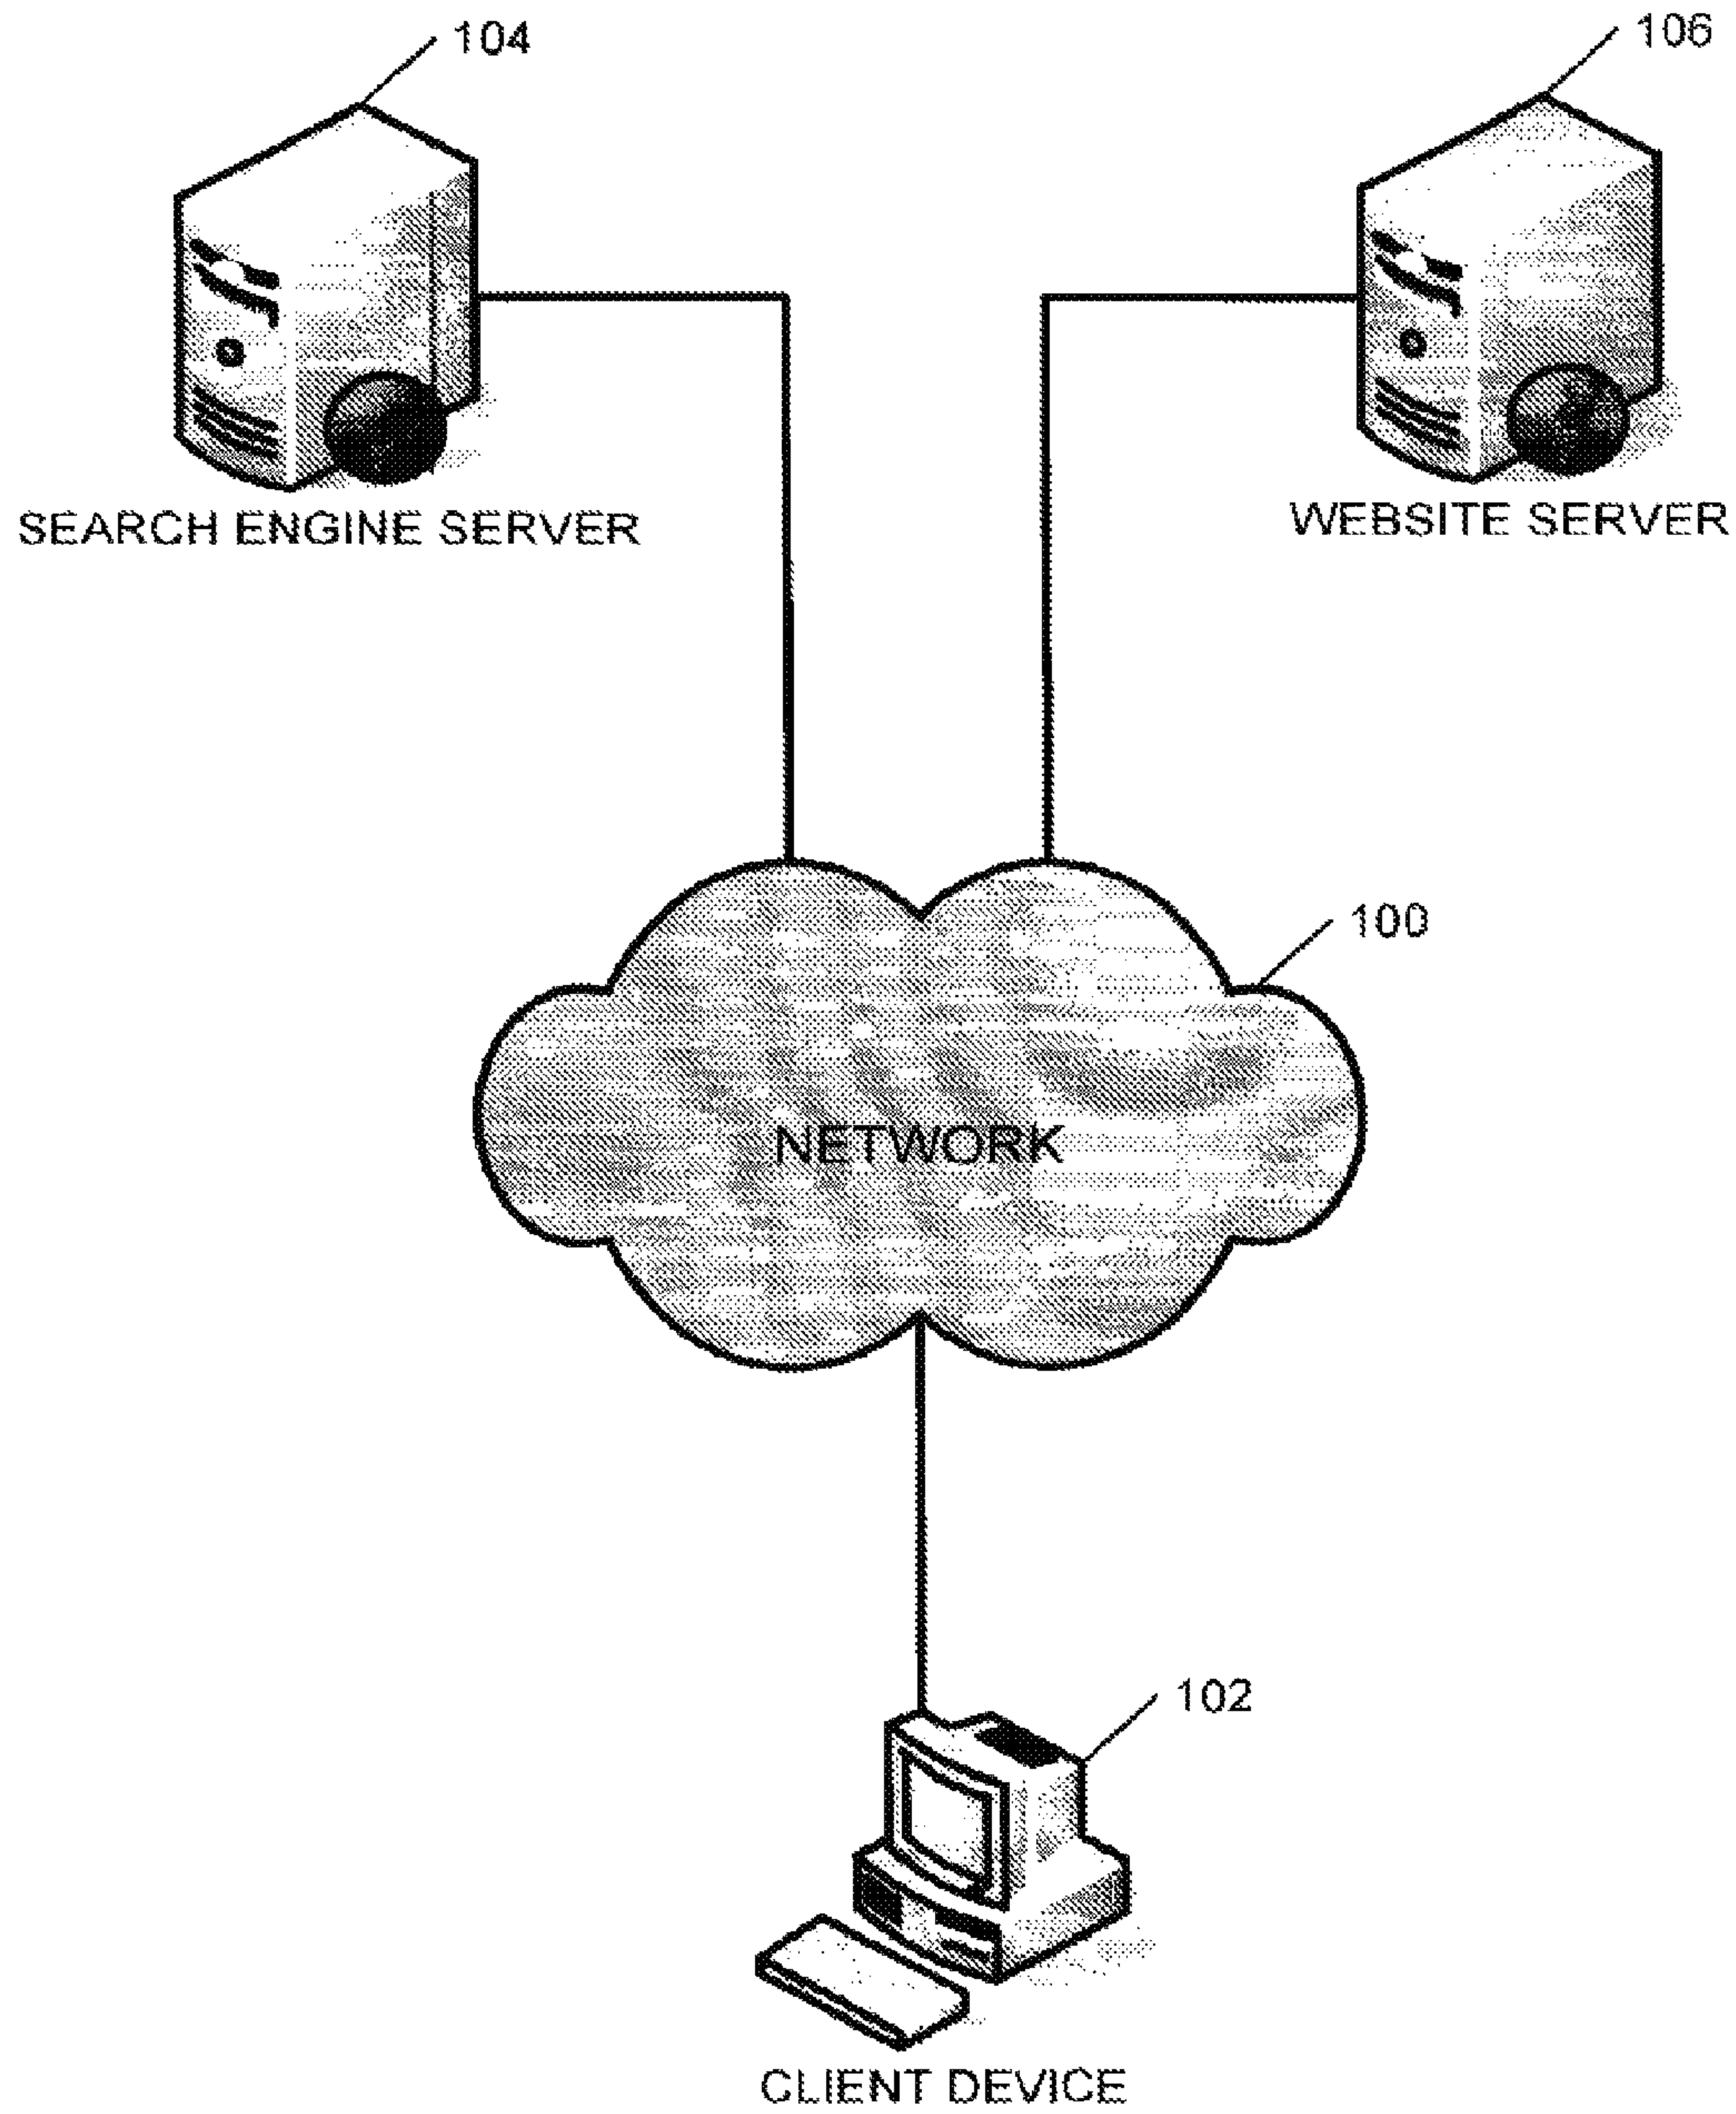 104
106
SEARCH ENGINE SERVER
WEBSITE SERVER
100
NETWORK
102
CLIENT DEVICE